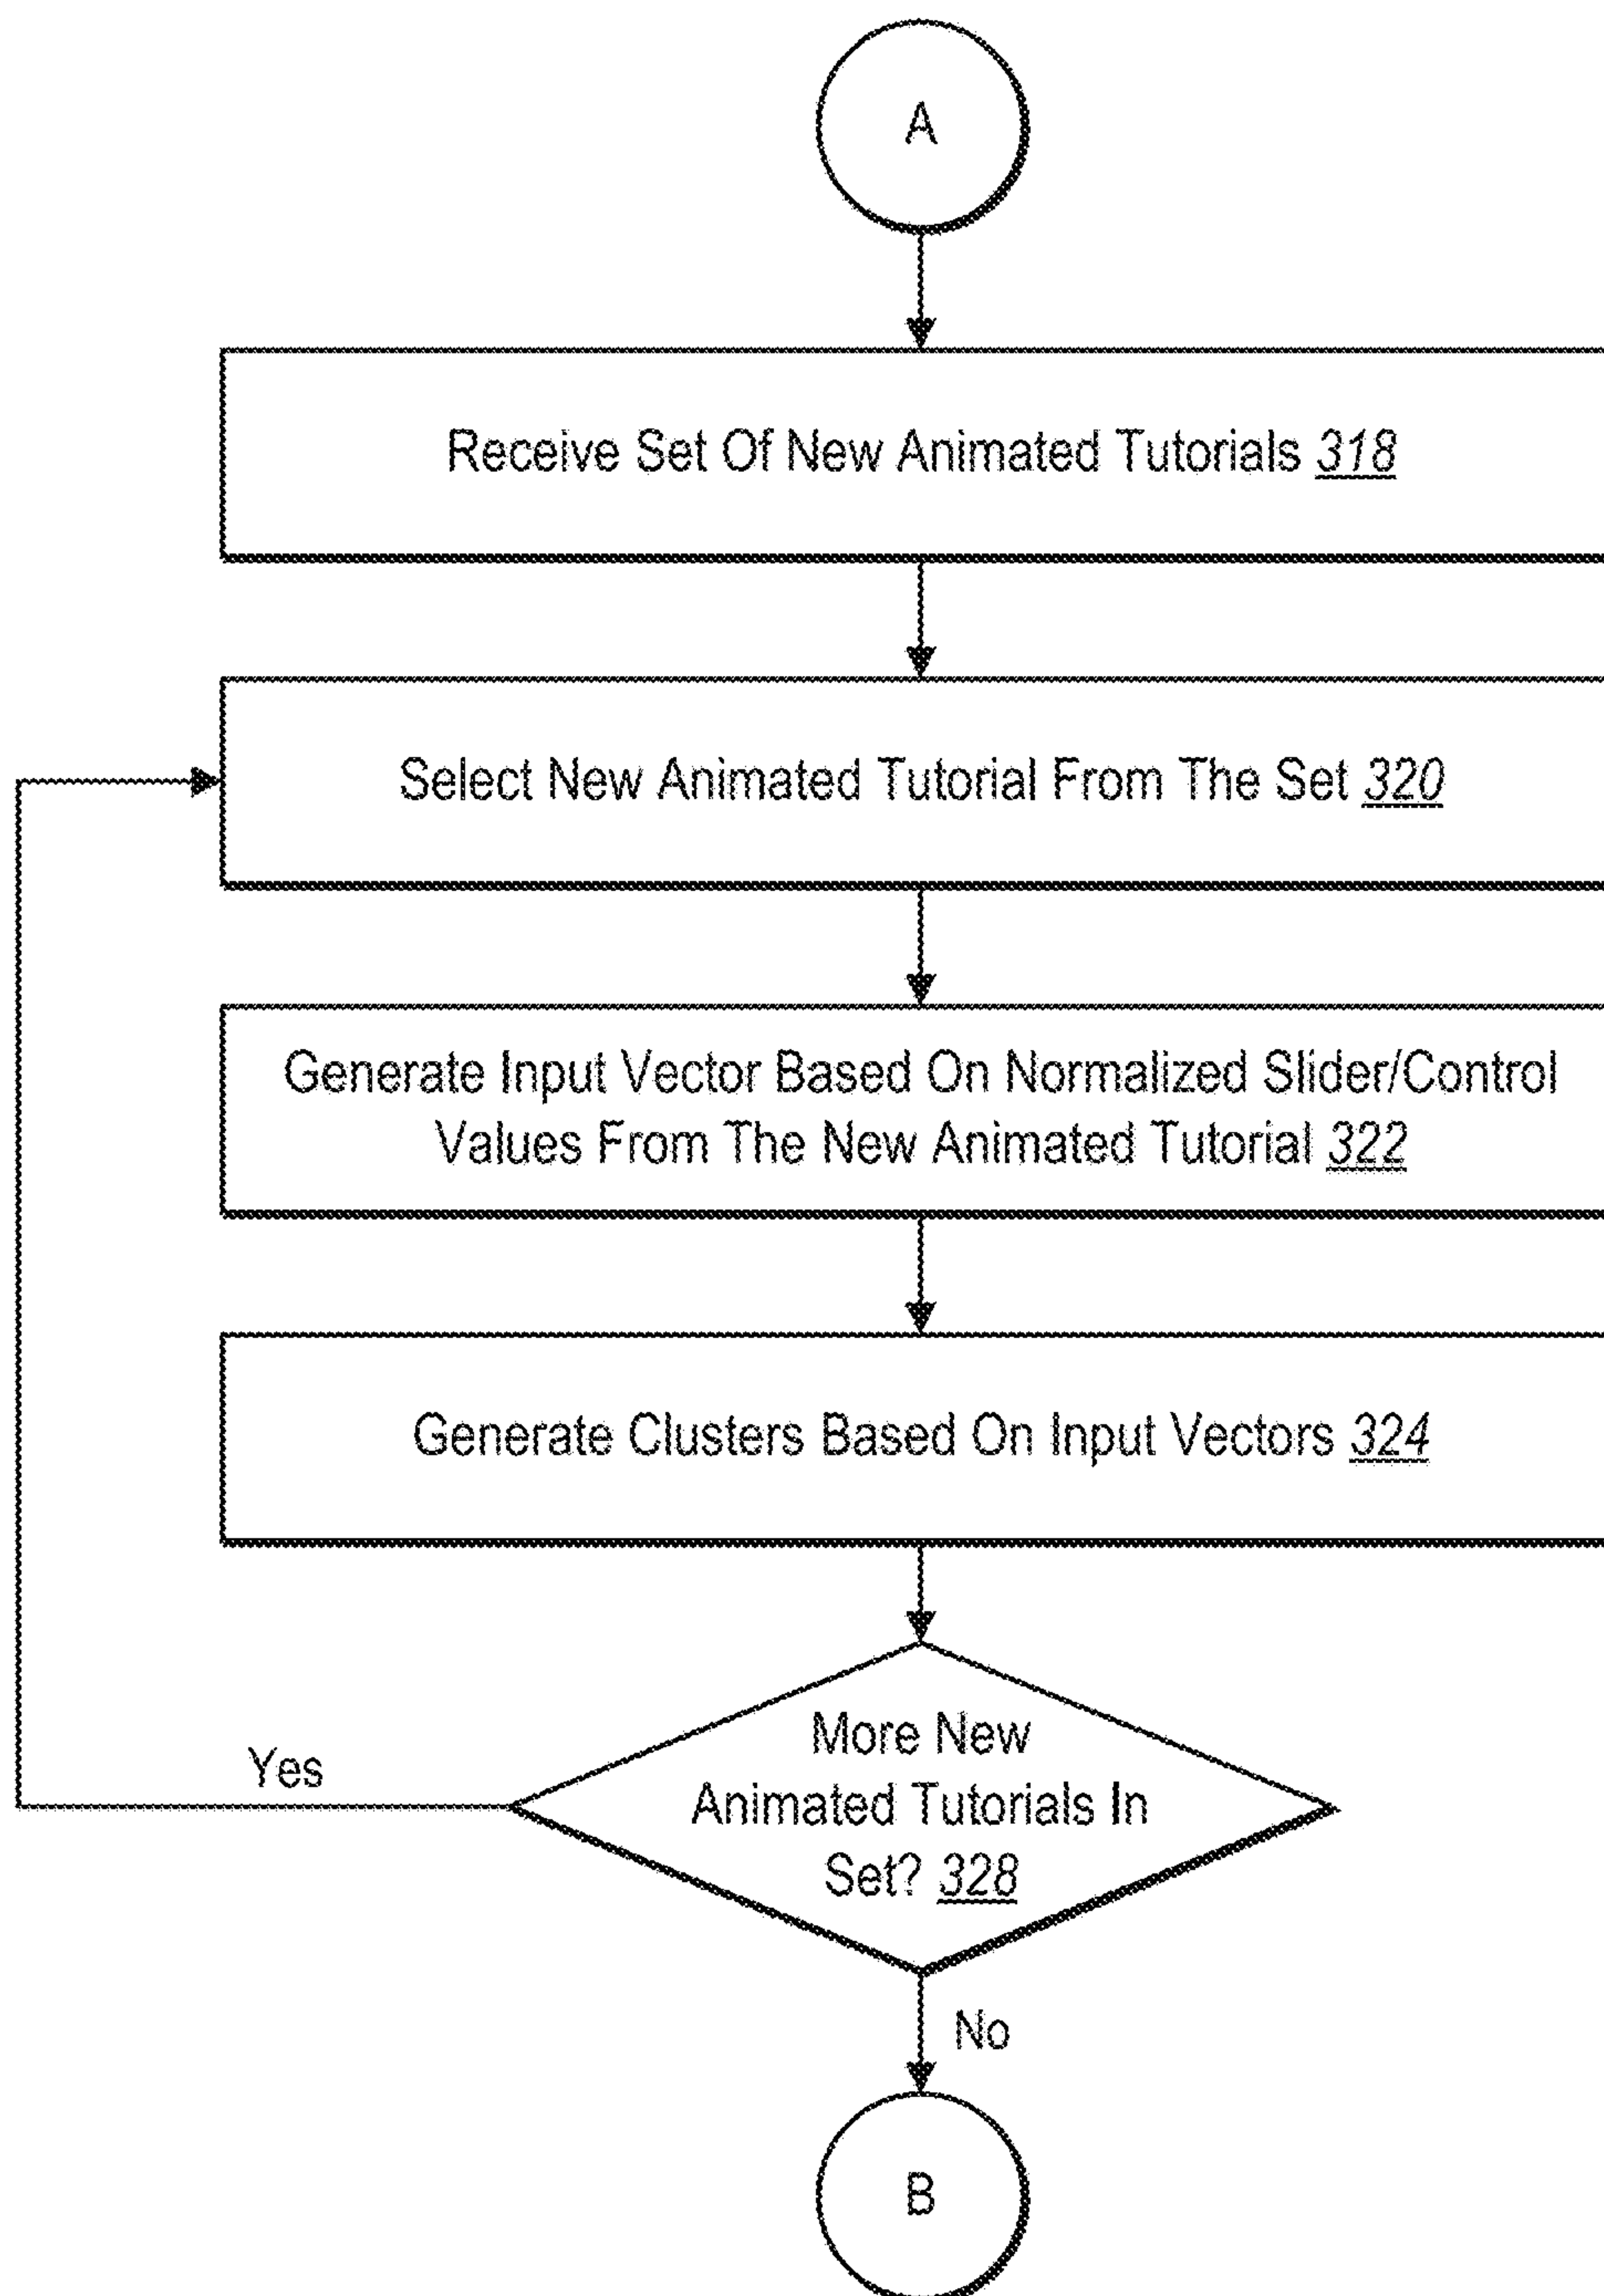 A
Receive Set Of New Animated Tutorials 318
Select New Animated Tutorial From The Set 320
Generate Input Vector Based On Normalized Slider/Control
Values From The New Animated Tutorial 322
Generate Clusters Based On Input Vectors 324
More New
Animated Tutorials In
Set? 328
Yes
No
B